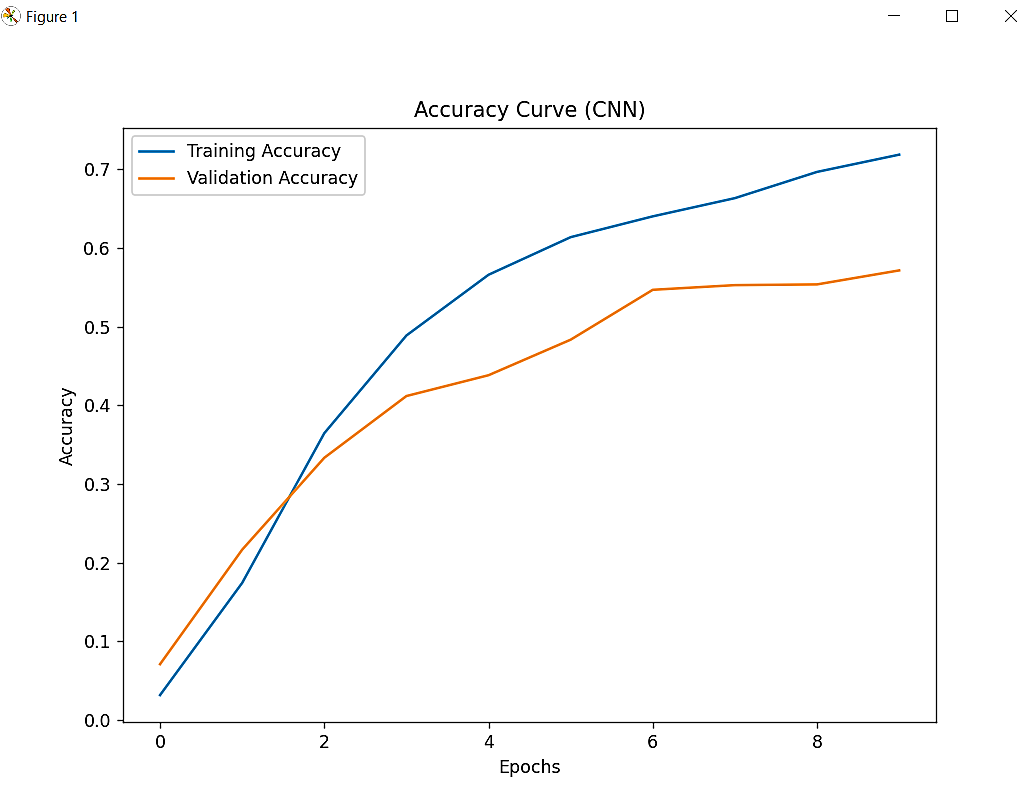 Figure 1
Accuracy Curve (CNN)
Training Accuracy
Validation Accuracy
0.7
0.6
0.5
0.4
0.3
0.2
0.1
0.0
Accuracy
0 2 4 6 8
Epochs